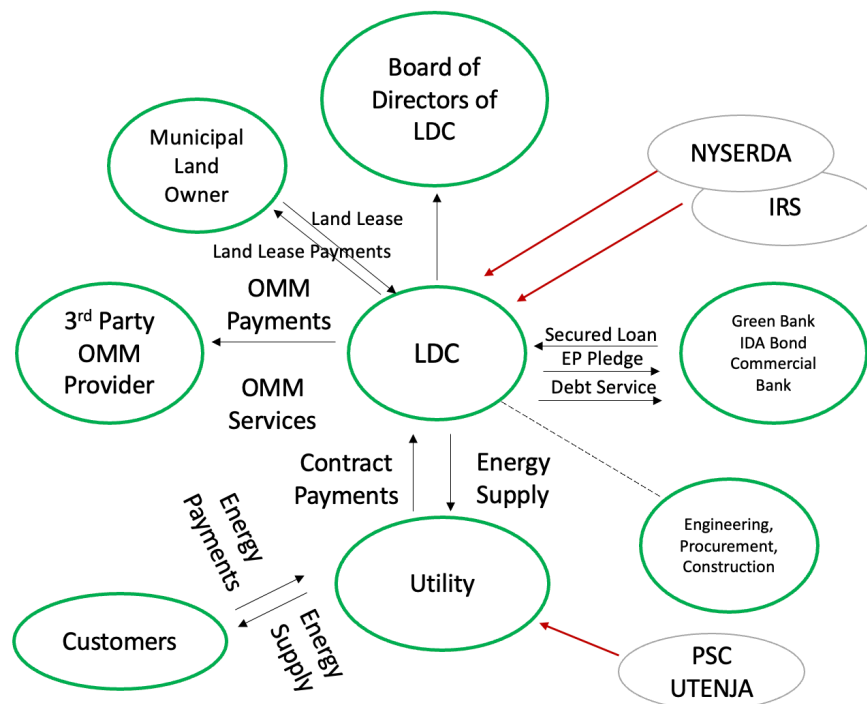 Board of
Directors of
LDC
Municipal
Land
Owner
NYSERDA
IRS
Land Lease
Land Lease Payments
OMM
Payments
3rd Party
OMM
Provider
LDC
Secured Loan
EP Pledge
Debt Service
Green Bank
IDA Bond
Commercial
Bank
OMM
Services
Contract
Payments
Energy
Supply
Energy
Payments
Engineering,
Procurement,
Construction
Utility
Customers
Energy
Supply
PSC
UTENJA